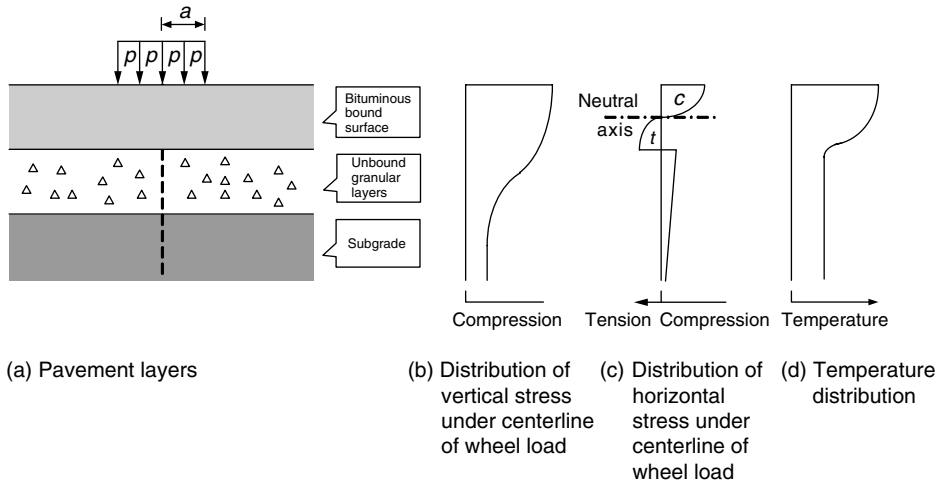 a
p p p p
Bituminous
bound
surface
Unbound
granular
layers
Subgrade
Compression
Neutral
axis
c
t
Tension Compression
Temperature
(a) Pavement layers
(b) Distribution of
vertical stress
under centerline
of wheel load
(c) Distribution of
horizontal
stress under
centerline of
wheel load
(d) Temperature
distribution